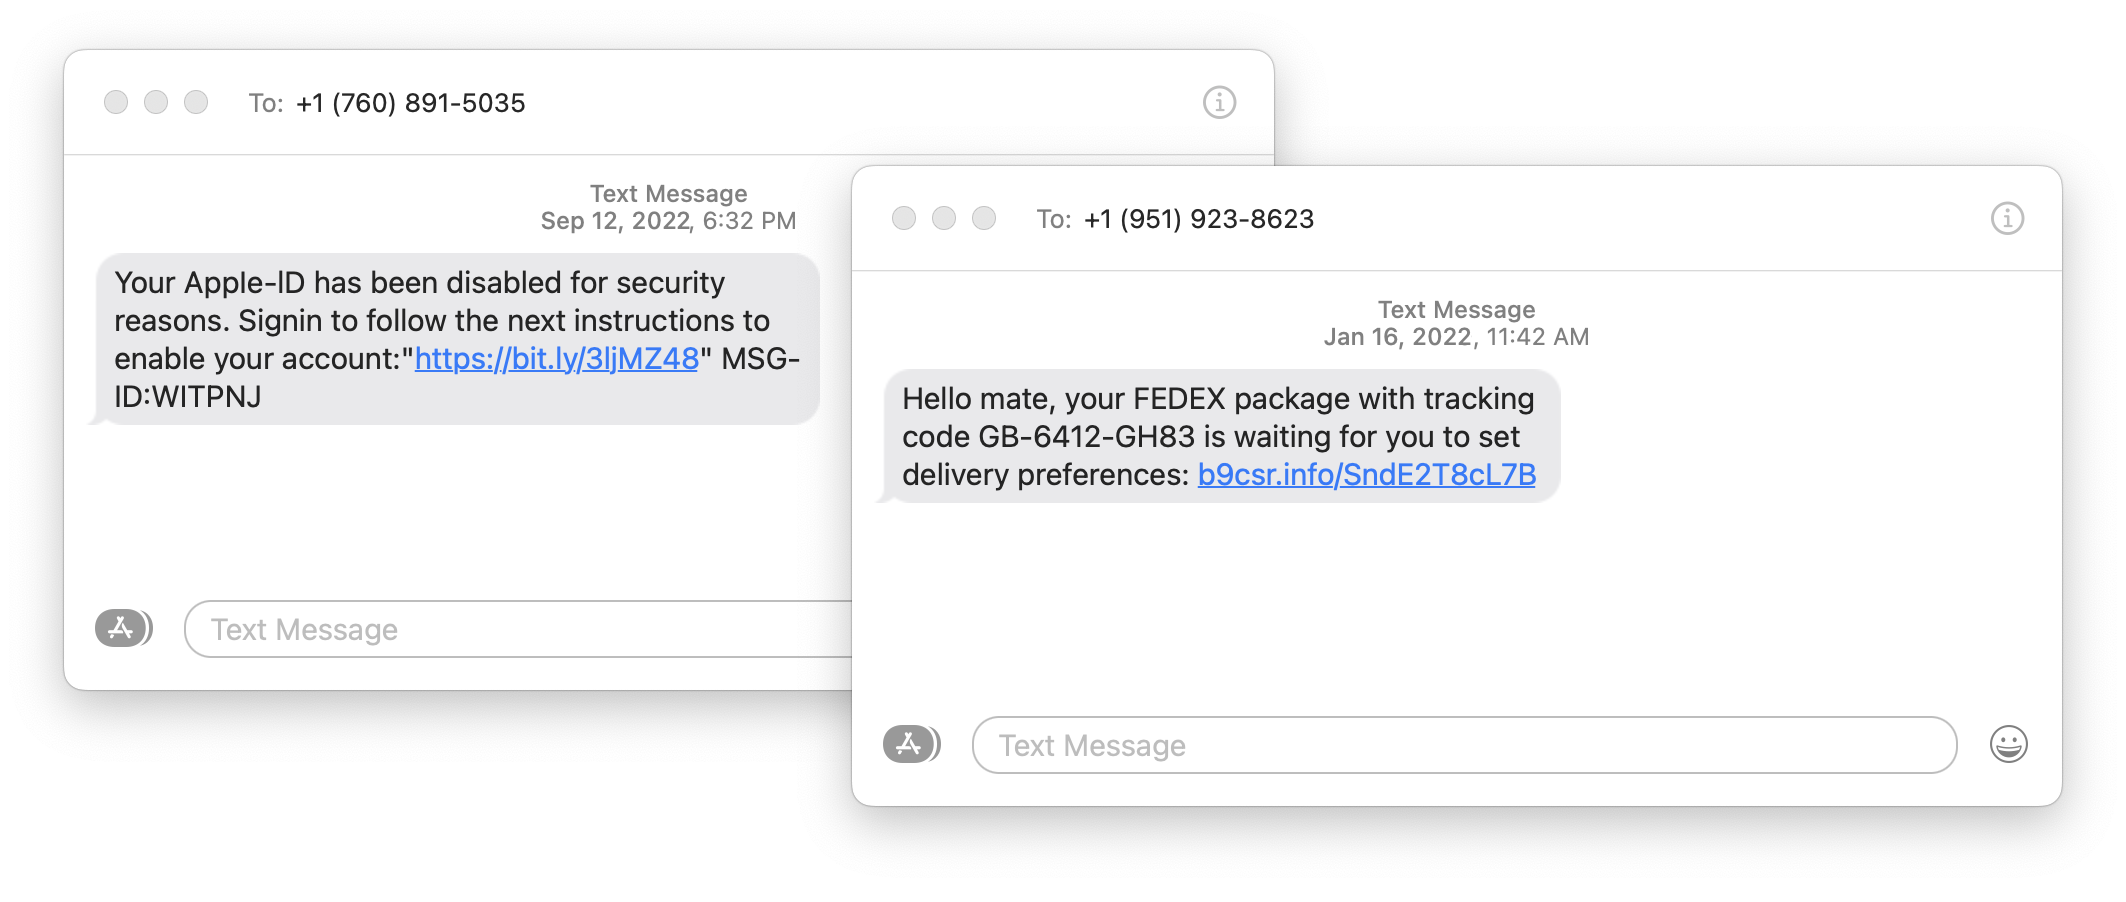 To: +1 (760) 891-5035
Text Message
Sep 12, 2022, 6:32 PM
Your Apple-lD has been disabled for security
reasons. Signin to follow the next instructions to
enable your account:"https://bit.ly/3ljMZ48" MSG-
ID:WITPNJ
Text Message
To: +1 (951) 923-8623
Text Message
Jan 16, 2022, 11:42 AM
Hello mate, your FEDEX package with tracking
code GB-6412-GH83 is waiting for you to set
delivery preferences: b9csr.info/SndE2T8cL7B
Text Message